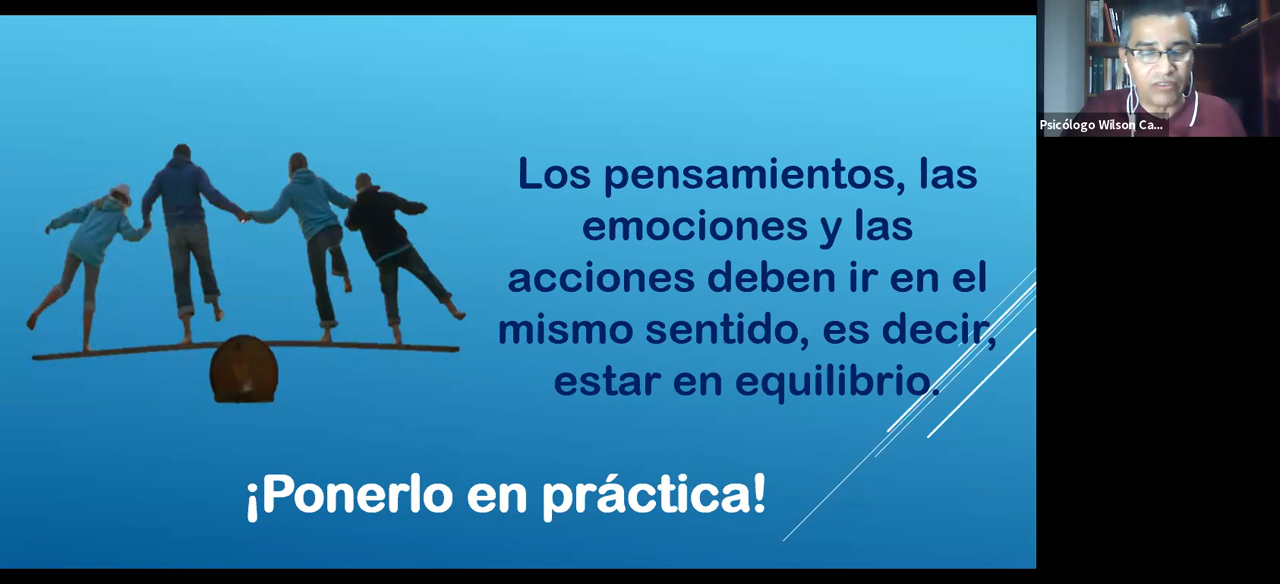 Los pensamientos, las
emociones y las
acciones deben ir en el
mismo sentido, es decir,
estar en equilibrio.
¡Ponerlo en práctica!
Psicólogo Wilson Ca...